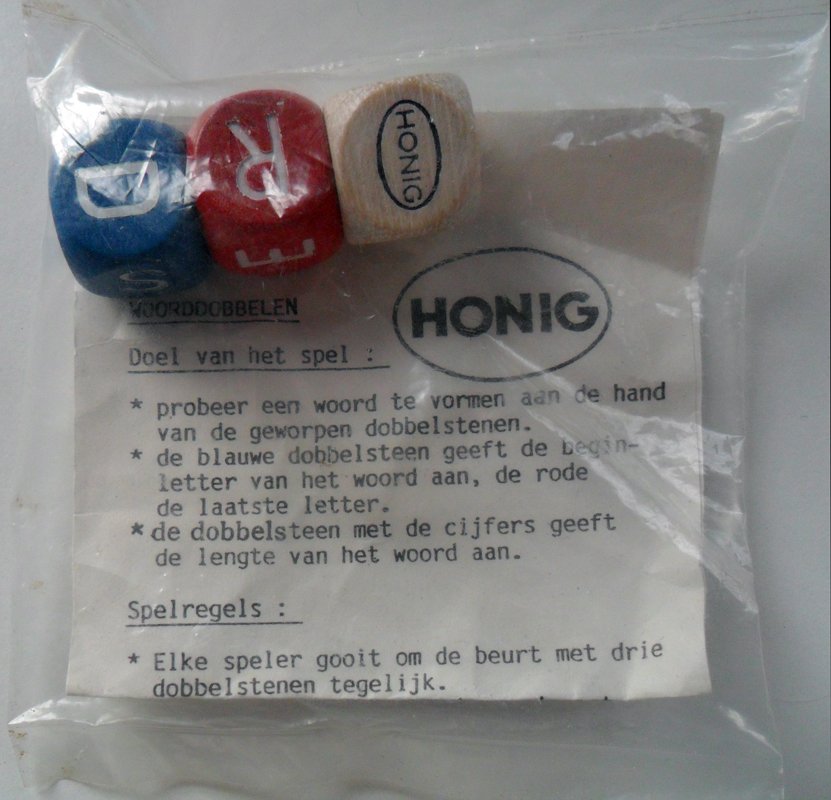 D
R
HONIG
S
E
WOORDDOBBELEN
HONIG
Doel van het spel :
* probeer een woord te vormen aan de hand
van de geworpen dobbelstenen.
* de blauwe dobbelsteen geeft de begin-
letter van het woord aan, de rode
de laatste letter.
* de dobbelsteen met de cijfers geeft
de lengte van het woord aan.
Spelregels :
* Elke speler gooit om de beurt met drie
dobbelstenen tegelijk.